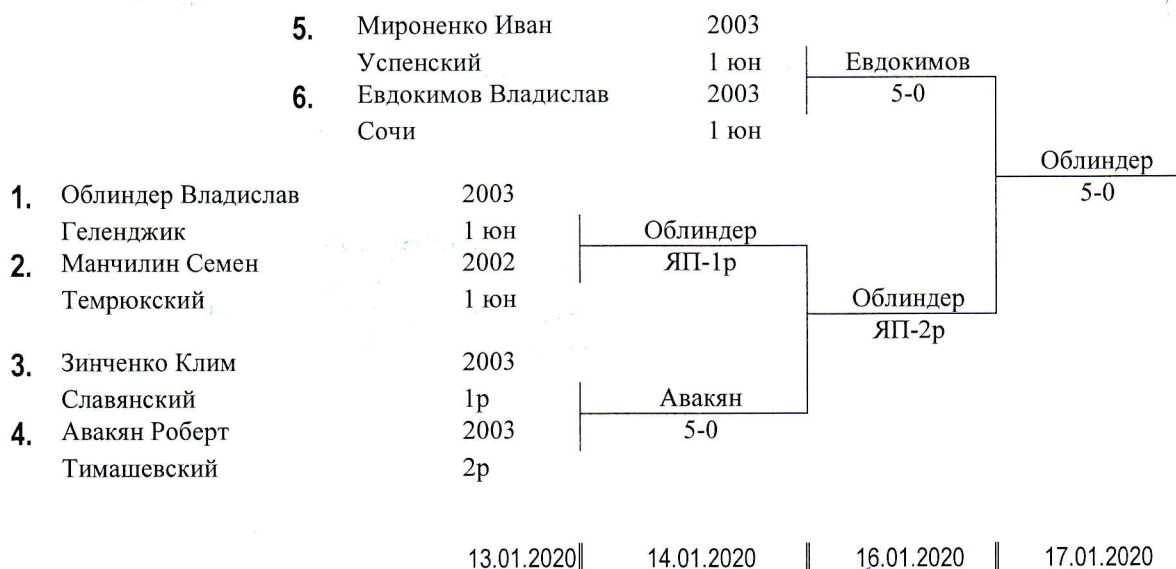 5. Мироненко Иван 2003
Успенский 1 юн
Евдокимов
6. Евдокимов Владислав 2003
5-0
Сочи 1 юн
Облиндер
5-0
1. Облиндер Владислав 2003
Геленджик 1 юн
Облиндер
2. Манчилин Семен 2002
ЯП-1р
Темрюкский 1 юн
Облиндер
ЯП-2р
3. Зинченко Клим 2003
Славянский 1р
Авакян
4. Авакян Роберт 2003
5-0
Тимашевский 2р
13.01.2020 14.01.2020 16.01.2020 17.01.2020